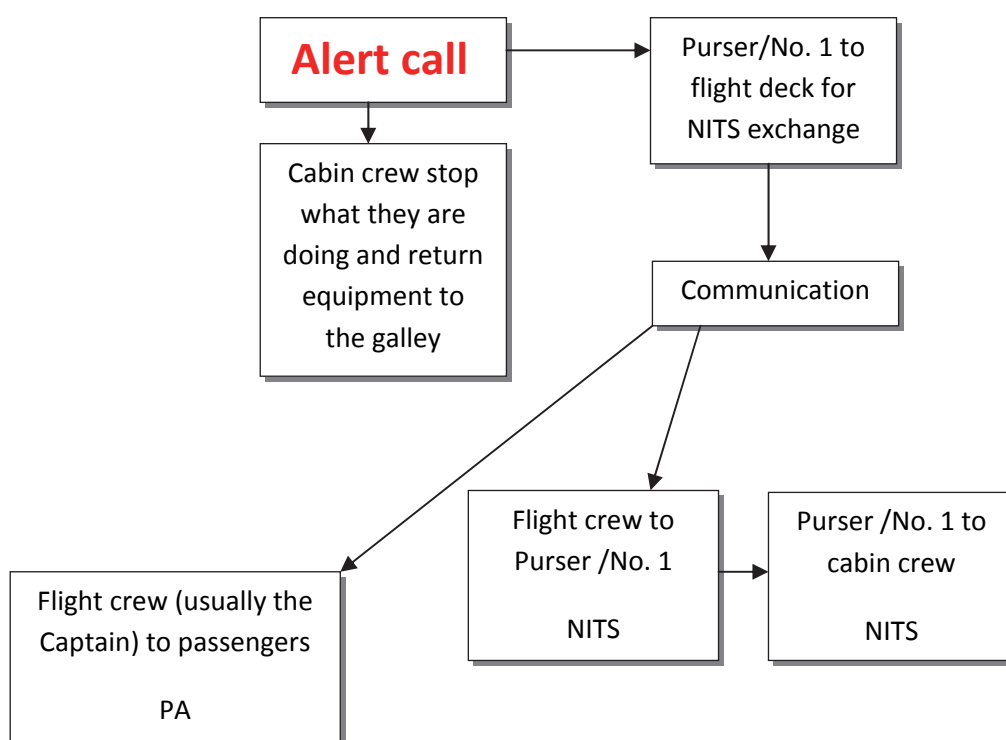 Alert call
Purser/No. 1 to
flight deck for
NITS exchange
Cabin crew stop
what they are
doing and return
equipment to
the galley
Communication
Flight crew to
Purser /No. 1
NITS
Purser /No. 1 to
cabin crew
NITS
Flight crew (usually the
Captain) to passengers
PA